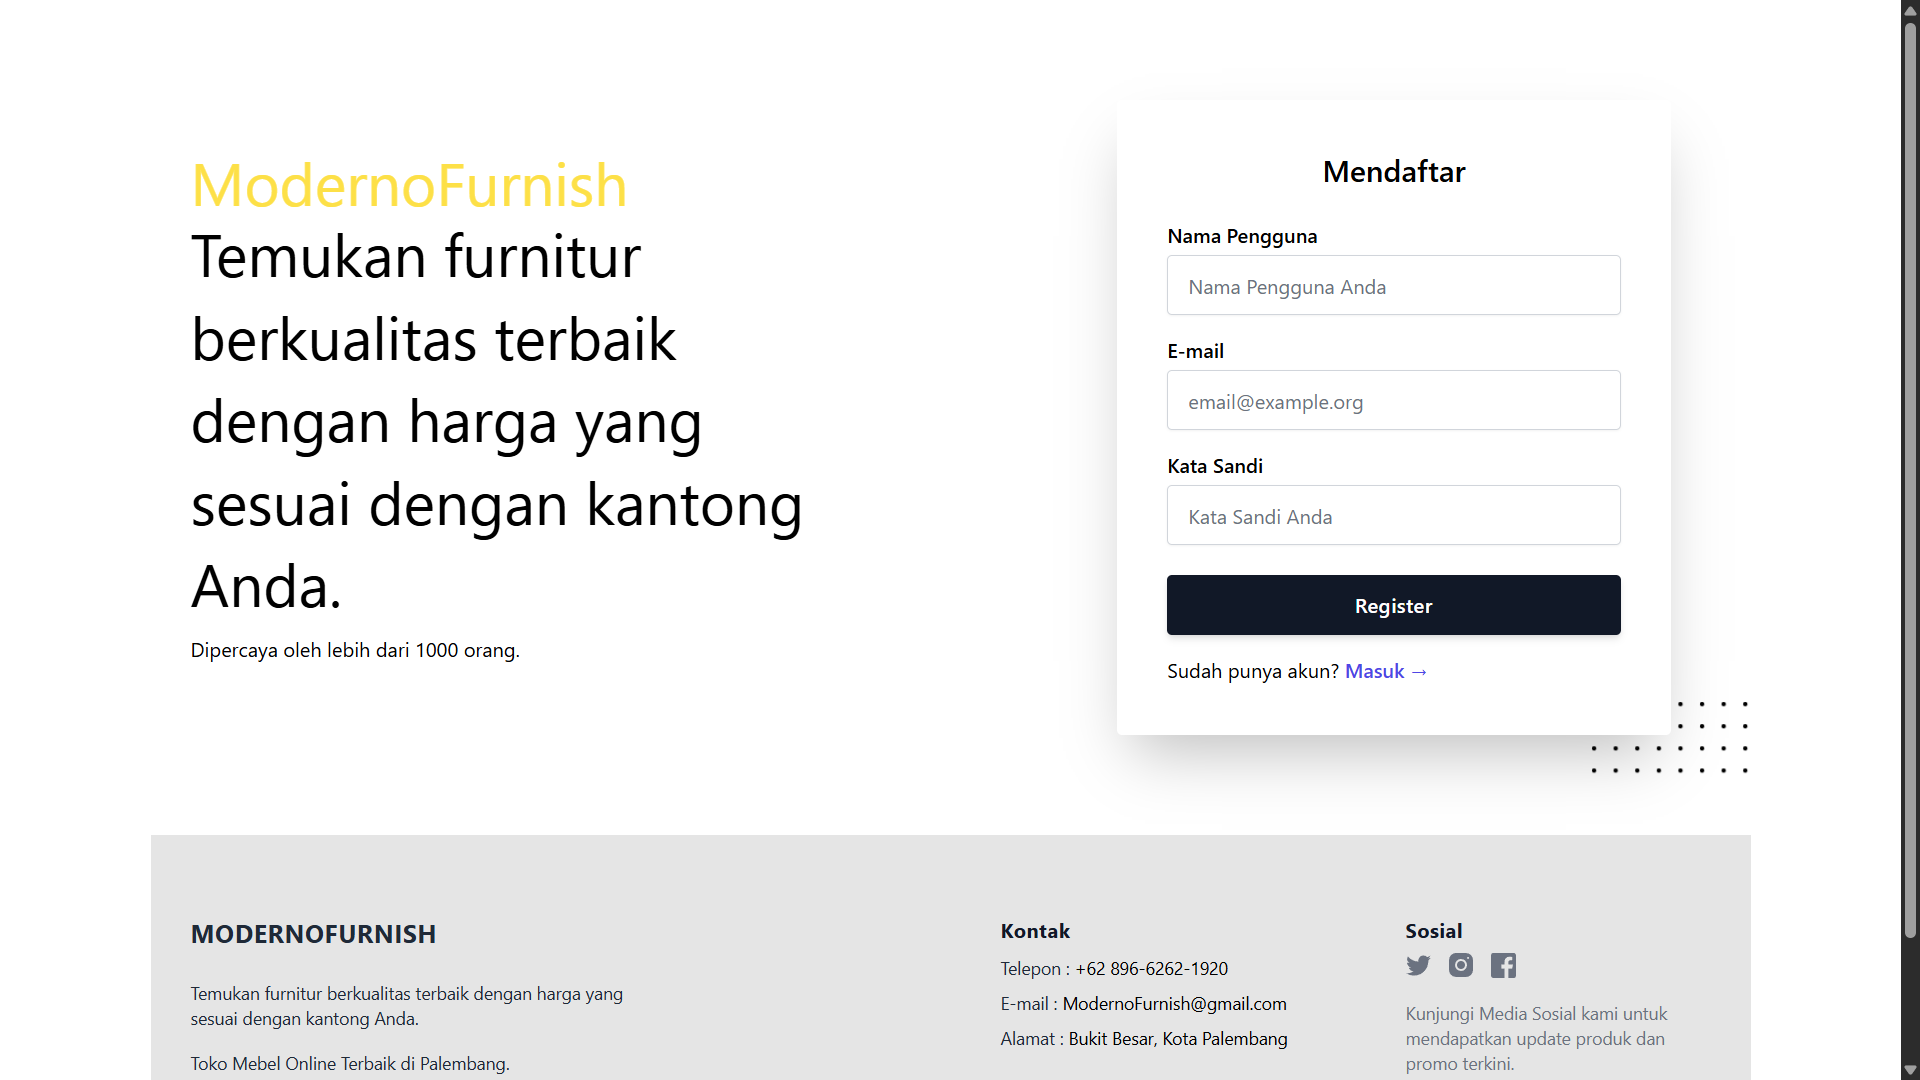 ModernoFurnish
Temukan furnitur
berkualitas terbaik
dengan harga yang
sesuai dengan kantong
Anda.
Dipercaya oleh lebih dari 1000 orang.
Mendaftar
Nama Pengguna
Nama Pengguna Anda
E-mail
email@example.org
Kata Sandi
Kata Sandi Anda
Register
Sudah punya akun? Masuk →
MODERNOFURNISH
Temukan furnitur berkualitas terbaik dengan harga yang
sesuai dengan kantong Anda.
Toko Mebel Online Terbaik di Palembang.
Kontak
Telepon : +62 896-6262-1920
E-mail : ModernoFurnish@gmail.com
Alamat : Bukit Besar, Kota Palembang
Sosial
Kunjungi Media Sosial kami untuk
mendapatkan update produk dan
promo terkini.